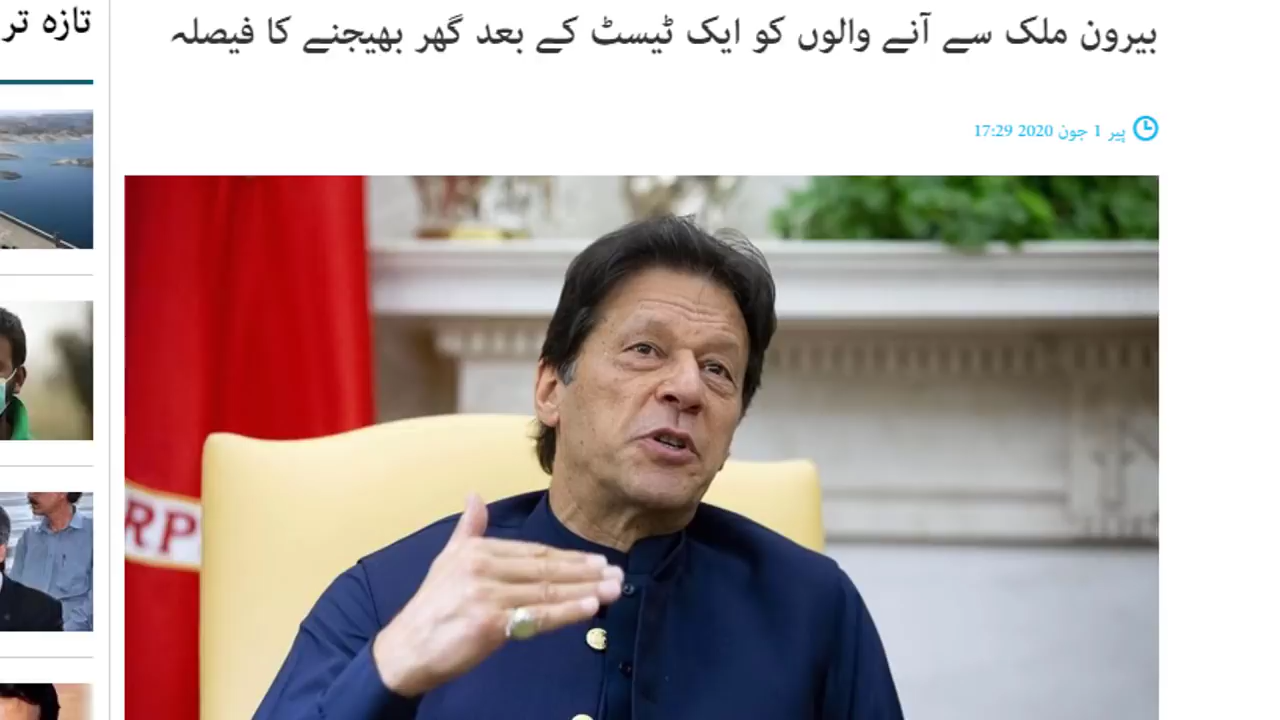 بیرون ملک سے آنے والوں کو ایک ٹیسٹ کے بعد گھر بھیجنے کا فیصلہ
پیر 1 جون 2020 17:29
تازہ تر
RP